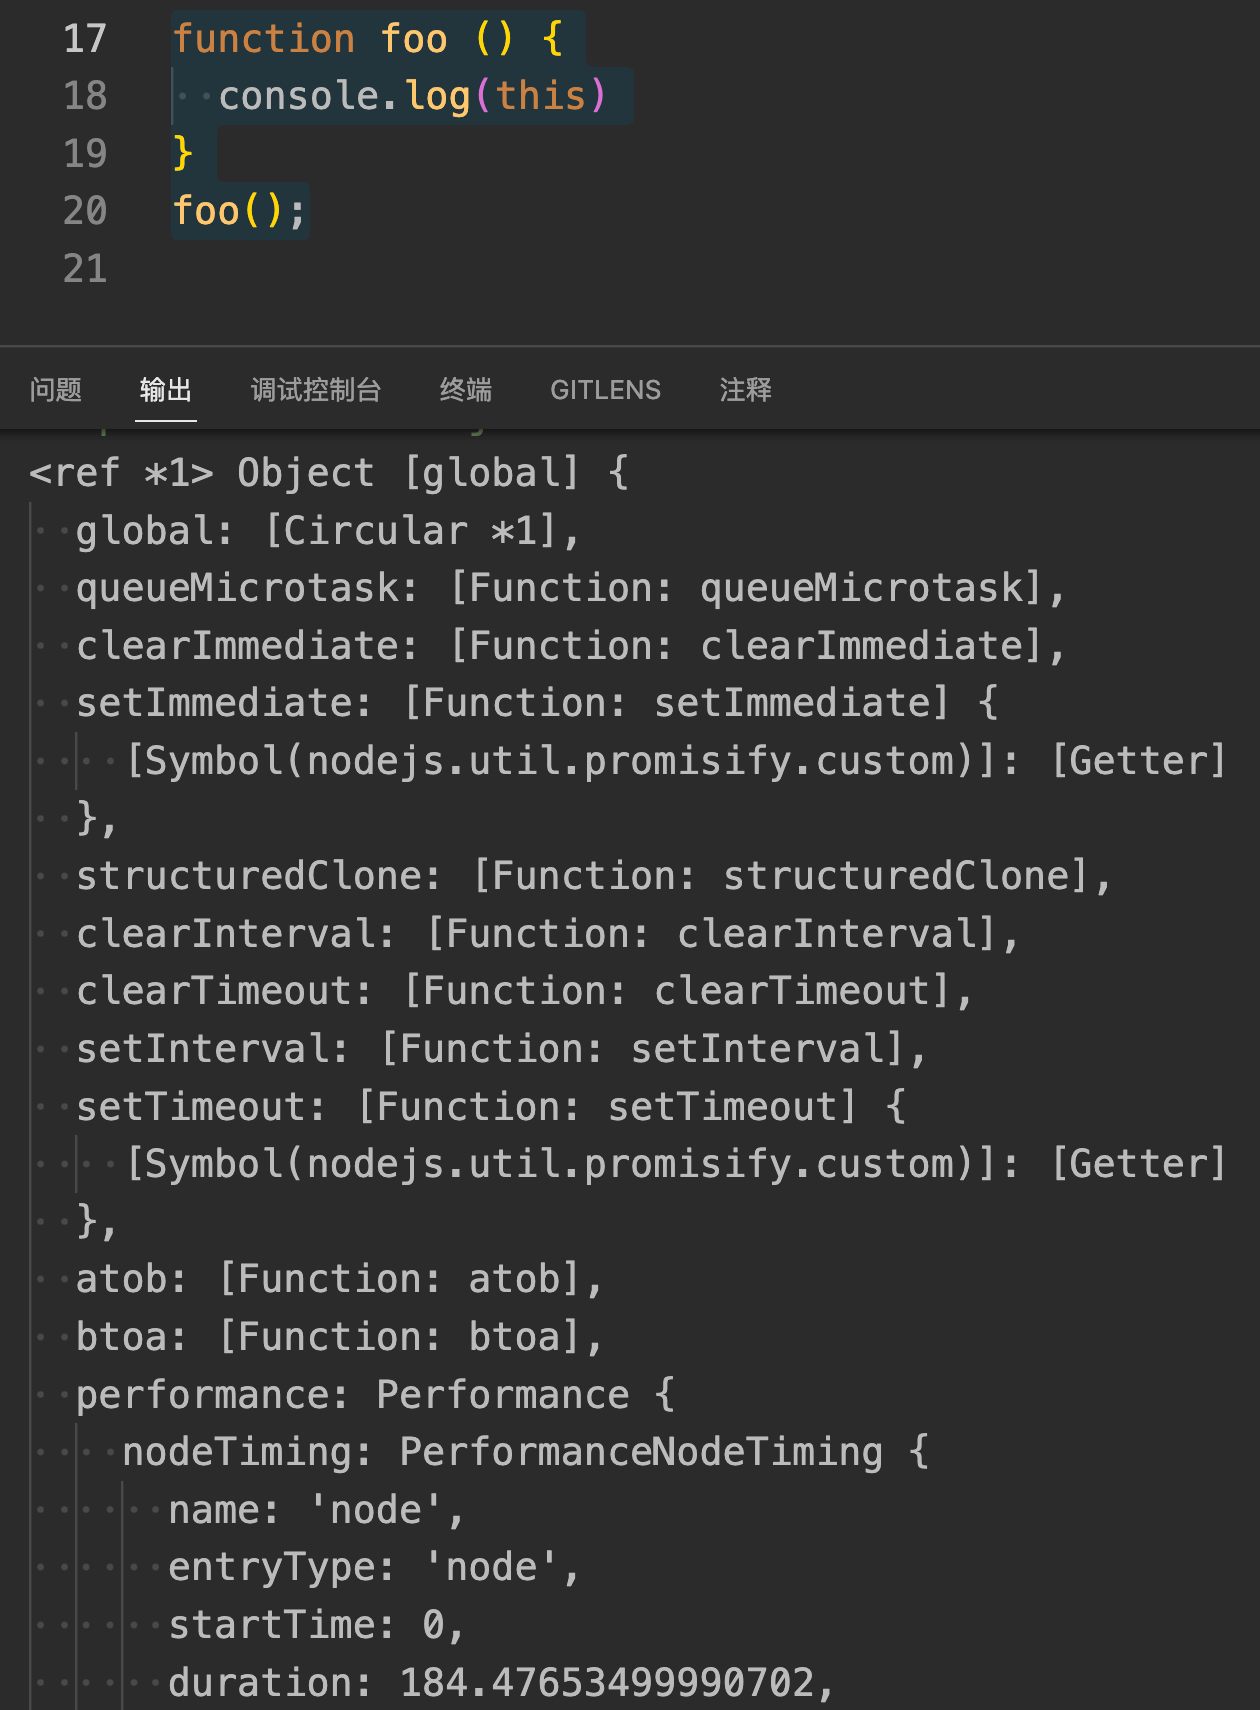 17 function foo () {
18 console.log(this)
19 }
20 foo();
21
问题 输出 调试控制台 终端 GITLENS 注释
<ref *1> Object [global] {
global: [Circular *1],
queueMicrotask: [Function: queueMicrotask],
clearImmediate: [Function: clearImmediate],
setImmediate: [Function: setImmediate] {
[Symbol(nodejs.util.promisify.custom)]: [Getter]
},
structuredClone: [Function: structuredClone],
clearInterval: [Function: clearInterval],
clearTimeout: [Function: clearTimeout],
setInterval: [Function: setInterval],
setTimeout: [Function: setTimeout] {
[Symbol(nodejs.util.promisify.custom)]: [Getter]
},
atob: [Function: atob],
btoa: [Function: btoa],
performance: Performance {
nodeTiming: PerformanceNodeTiming {
name: 'node',
entryType: 'node',
startTime: 0,
duration: 184.47653499990702,